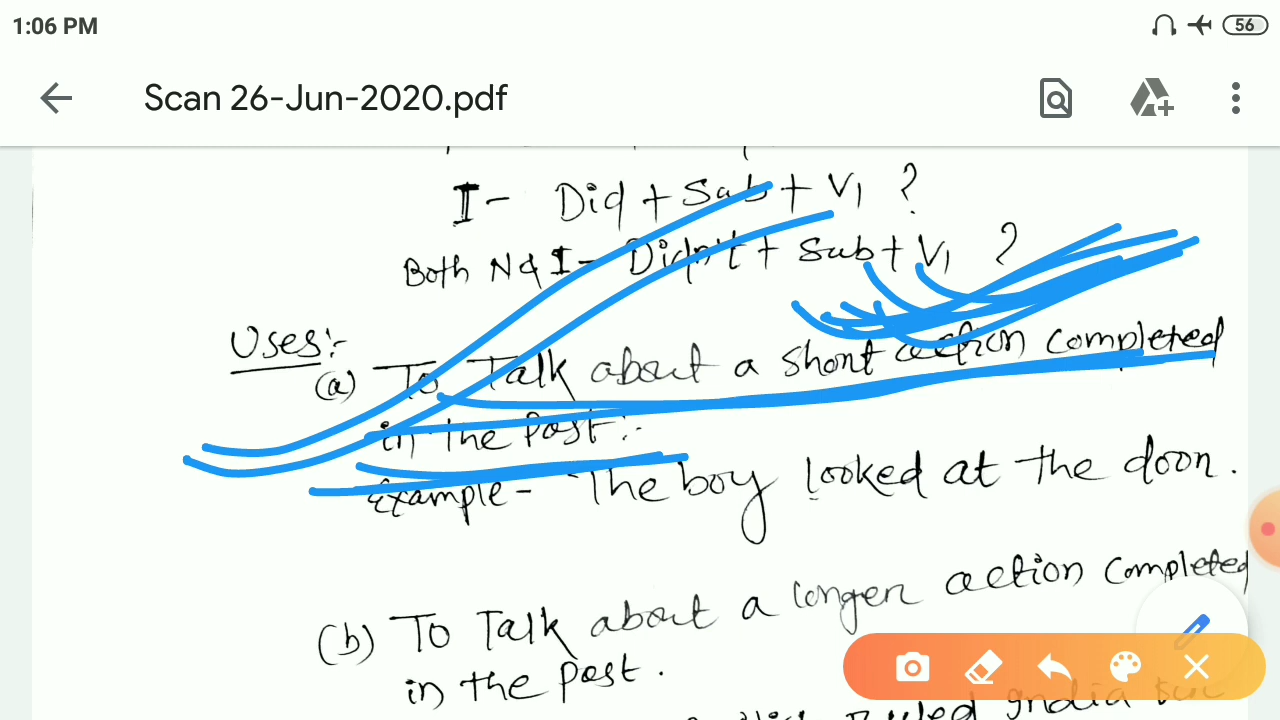 1:06 PM
56
Scan 26-Jun-2020.pdf
I- Did + Sub + V1 ?
Both N & I - Didn't + Sub + V1 ?
Uses:-
(a) To Talk about a short action completed
in the Past:-
Example - The boy looked at the door.
(b) To Talk about a longer action completed
in the Past.
ruled India